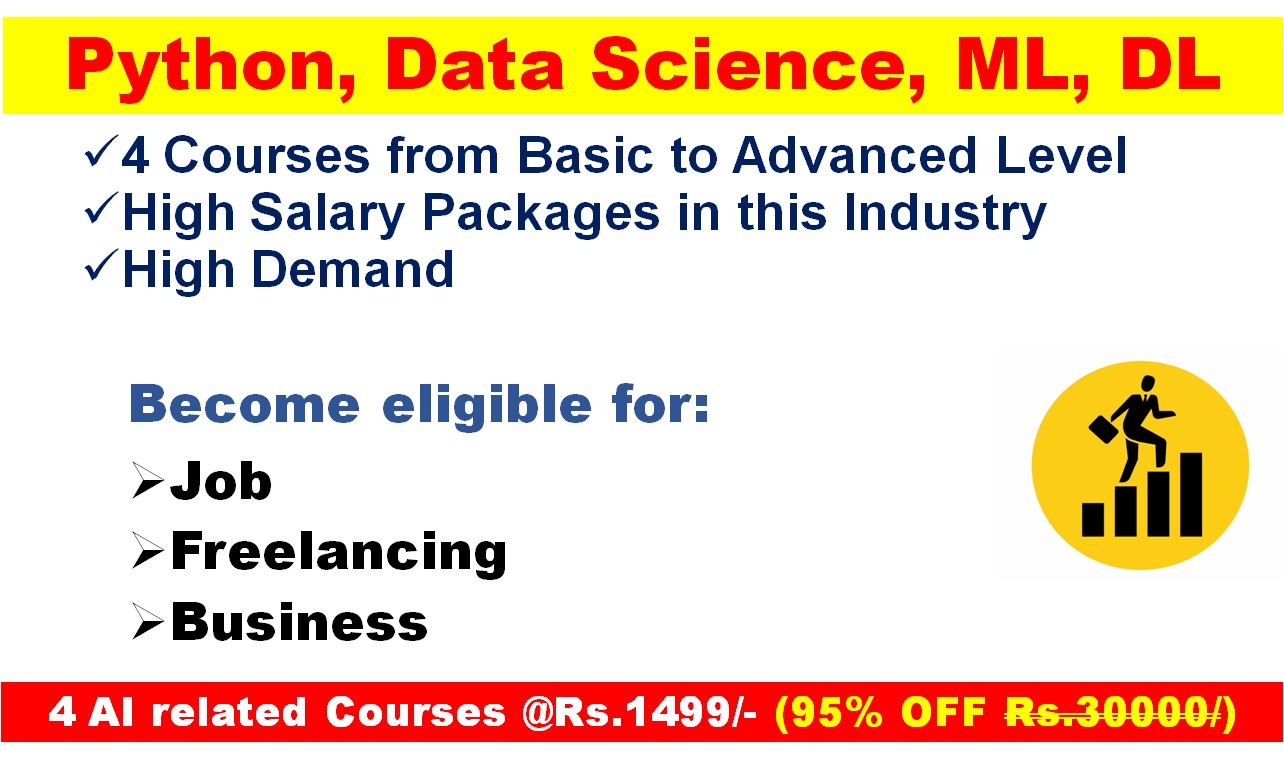 Python, Data Science, ML, DL
✓4 Courses from Basic to Advanced Level
✓High Salary Packages in this Industry
✓High Demand
Become eligible for:
➢Job
➢Freelancing
➢Business
4 AI related Courses @Rs.1499/- (95% OFF Rs.30000/)